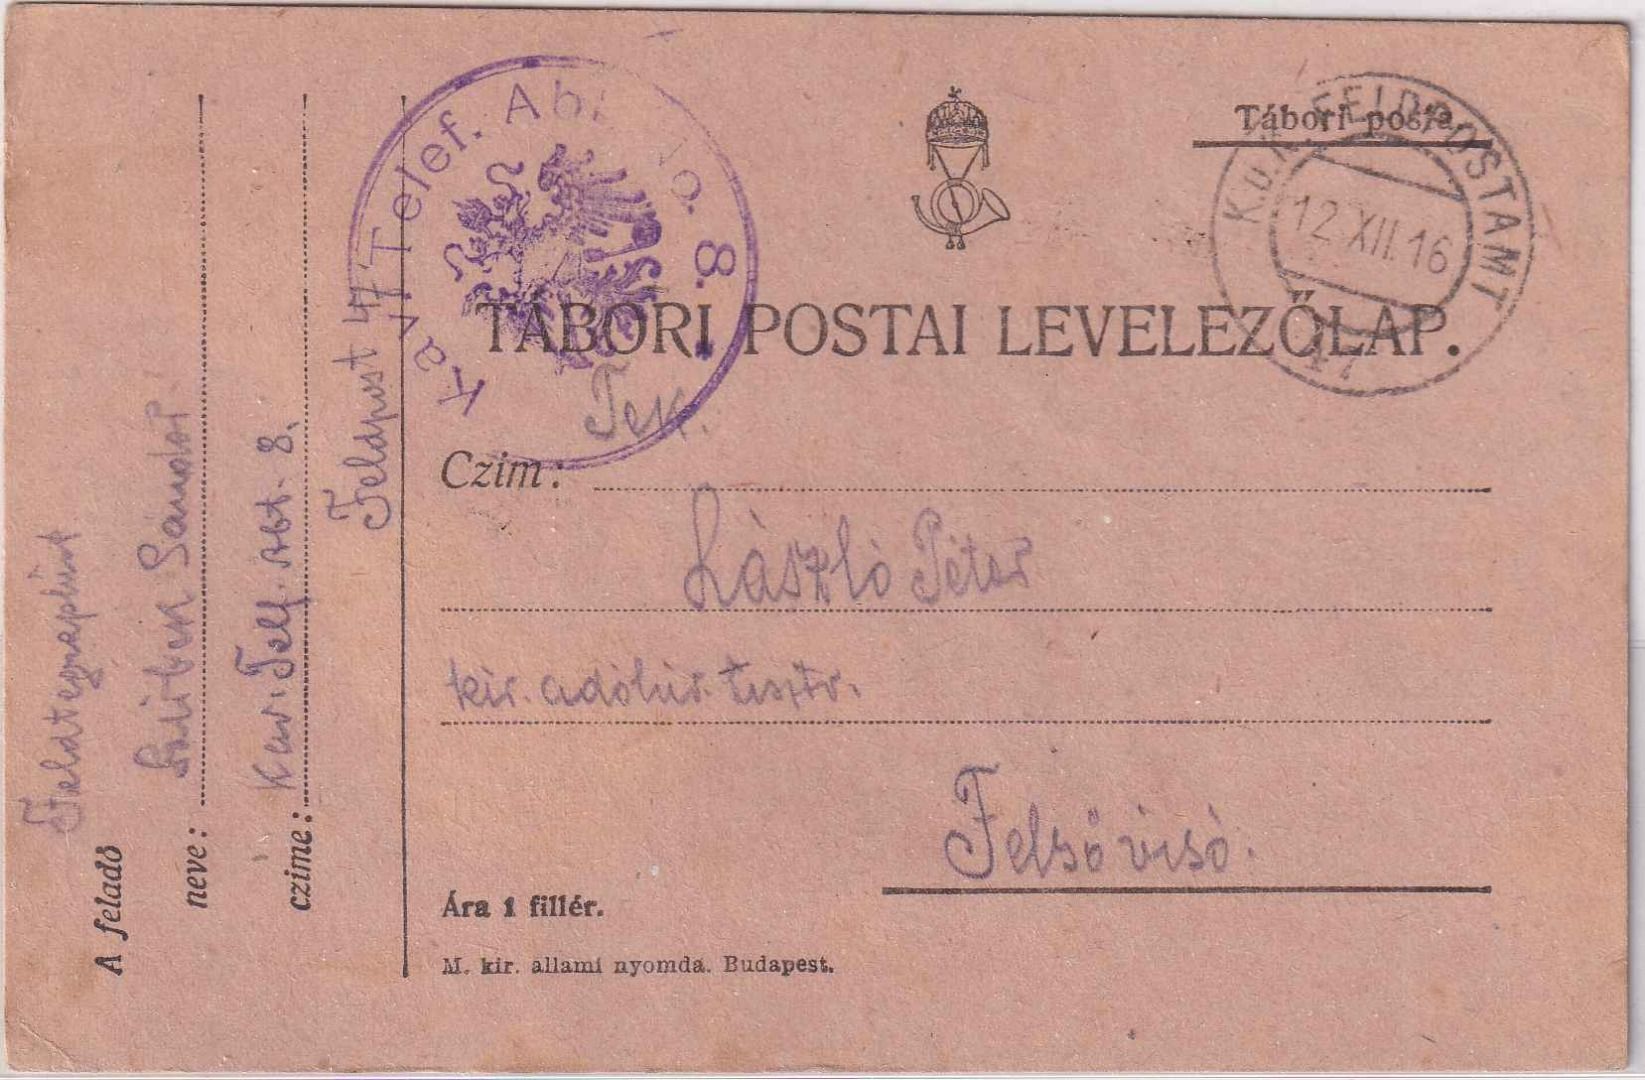 Tábori posta
K.u.K. FELDPOSTAMT
12.XII.16
47
Kav. Telef. Abt. No. 8.
TÁBORI POSTAI LEVELEZŐLAP.
Tek.
Czim:
László Péter
kir. adóhiv. tisztv.
Felsővisó.
Ára 1 fillér.
M. kir. állami nyomda. Budapest.
A feladó
neve: Sándor
czime: Kav. Telf. Abt. 8.
Feldpost 47